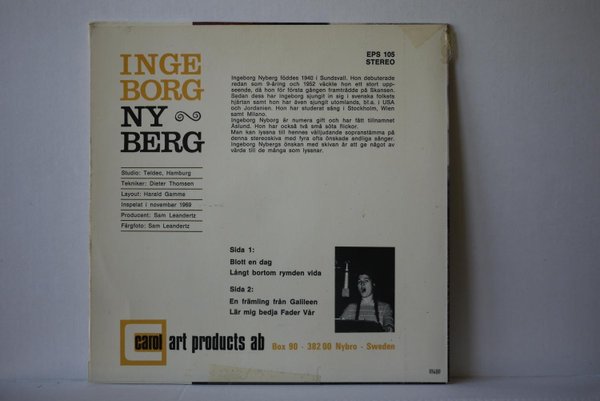 EPS 105
STEREO
INGE
BORG
NY
BERG
Ingeborg Nyberg föddes 1940 i Sundsvall. Hon debuterade
redan som 9-åring och 1952 väckte hon ett stort upp-
seende, då hon för första gången framträdde på Skansen.
Sedan dess har Ingeborg sjungit in sig i svenska folkets
hjärtan samt hon har även sjungit utomlands, bl.a. i USA
och Jordanien. Hon har studerat sång i Stockholm, Wien
samt Milano.
Ingeborg Nyborg är numera gift och har fått tillnamnet
Åslund. Hon har också två små söta flickor.
Man kan lyssna till hennes välljudande sopranstämma på
denna stereoskiva med fyra ofta önskade andliga sånger.
Ingeborg Nybergs önskan med skivan är att ge något av
värde till de många som lyssnar.
Studio: Teldec, Hamburg
Tekniker: Dieter Thomsen
Layout: Harald Gamme
Inspelat i november 1969
Producent: Sam Leandertz
Färgfoto: Sam Leandertz
Sida 1:
Blott en dag
Långt bortom rymden vida
Sida 2:
En främling från Galileen
Lär mig bedja Fader Vår
carol art products ab Box 90 · 382 00 Nybro · Sweden